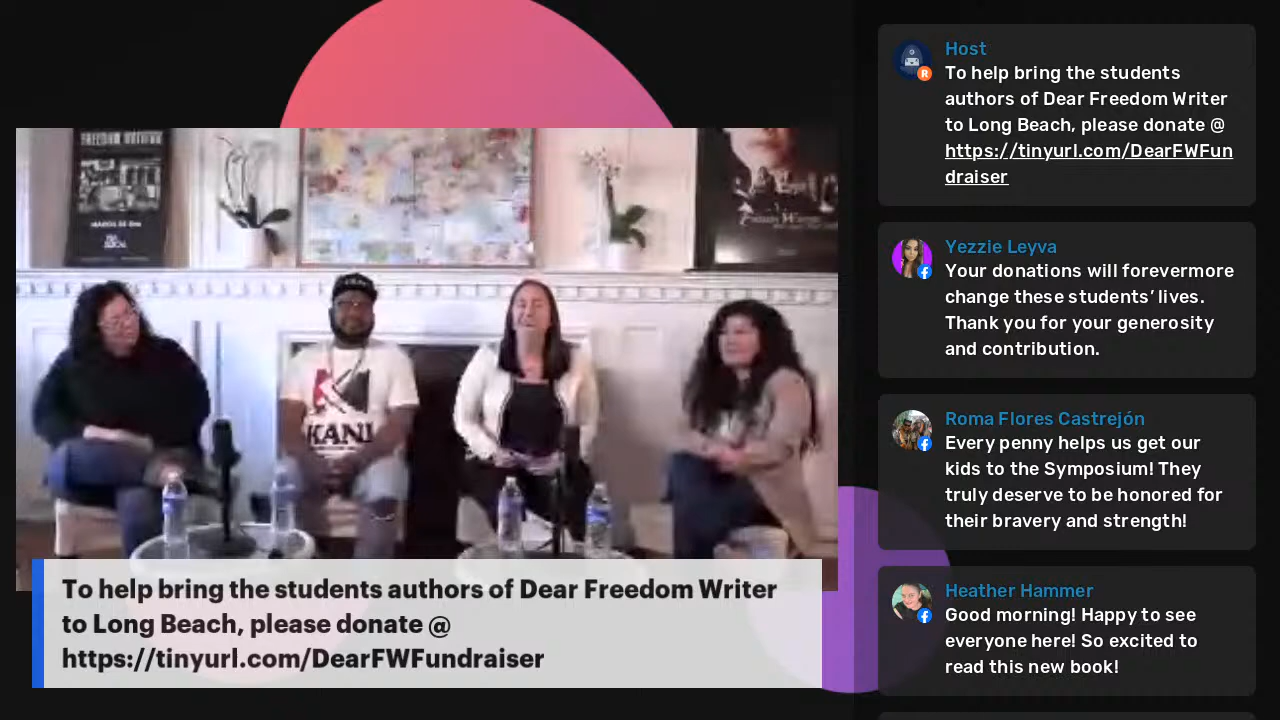 FREEDOM WRITERS
KANI
To help bring the students authors of Dear Freedom Writer
to Long Beach, please donate @
https://tinyurl.com/DearFWFundraiser
Host
To help bring the students
authors of Dear Freedom Writer
to Long Beach, please donate @
https://tinyurl.com/DearFWFun
draiser
Yezzie Leyva
Your donations will forevermore
change these students’ lives.
Thank you for your generosity
and contribution.
Roma Flores Castrejón
Every penny helps us get our
kids to the Symposium! They
truly deserve to be honored for
their bravery and strength!
Heather Hammer
Good morning! Happy to see
everyone here! So excited to
read this new book!